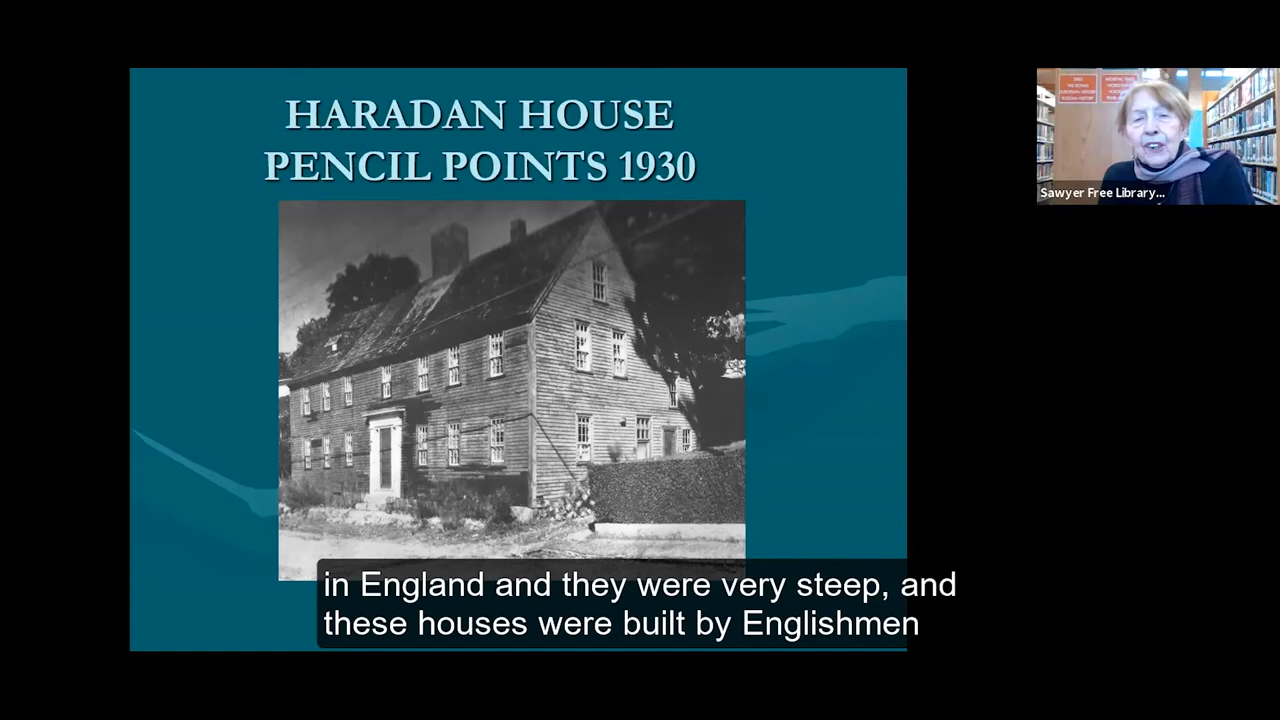 HARADAN HOUSE
PENCIL POINTS 1930
Sawyer Free Library...
in England and they were very steep, and
these houses were built by Englishmen